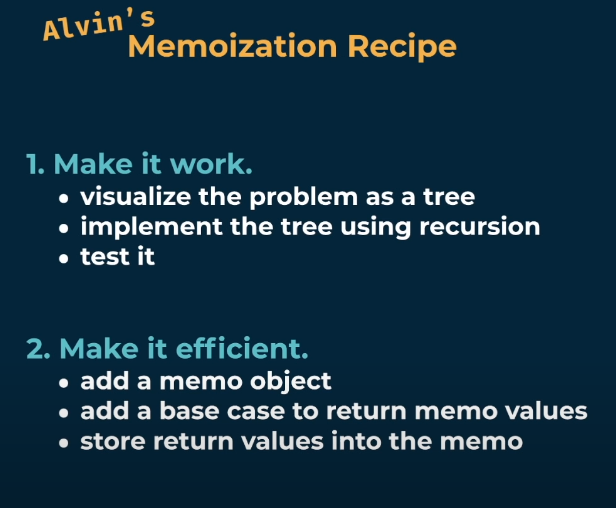 Alvin's
Memoization Recipe
1. Make it work.
• visualize the problem as a tree
• implement the tree using recursion
• test it
2. Make it efficient.
• add a memo object
• add a base case to return memo values
• store return values into the memo